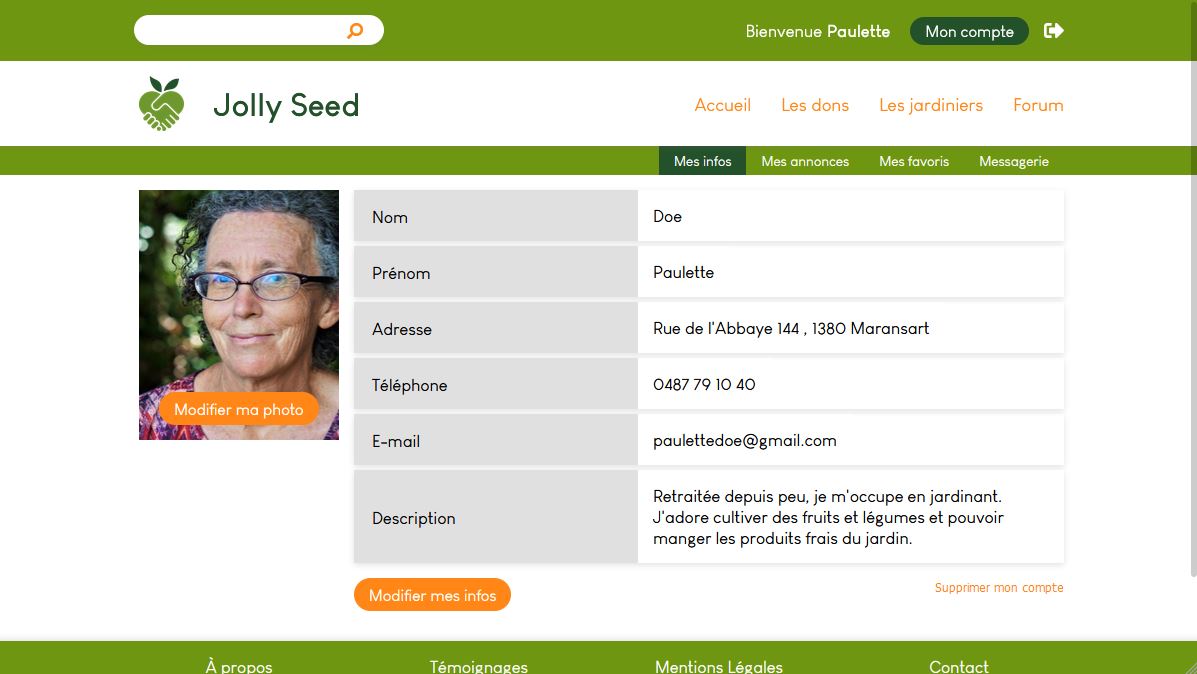 Bienvenue Paulette
Mon compte
Jolly Seed
Accueil
Les dons
Les jardiniers
Forum
Mes infos
Mes annonces
Mes favoris
Messagerie
Modifier ma photo
Nom
Doe
Prénom
Paulette
Adresse
Rue de l'Abbaye 144 , 1380 Maransart
Téléphone
0487 79 10 40
E-mail
paulettedoe@gmail.com
Description
Retraitée depuis peu, je m'occupe en jardinant.
J'adore cultiver des fruits et légumes et pouvoir
manger les produits frais du jardin.
Modifier mes infos
Supprimer mon compte
À propos
Témoignages
Mentions Légales
Contact